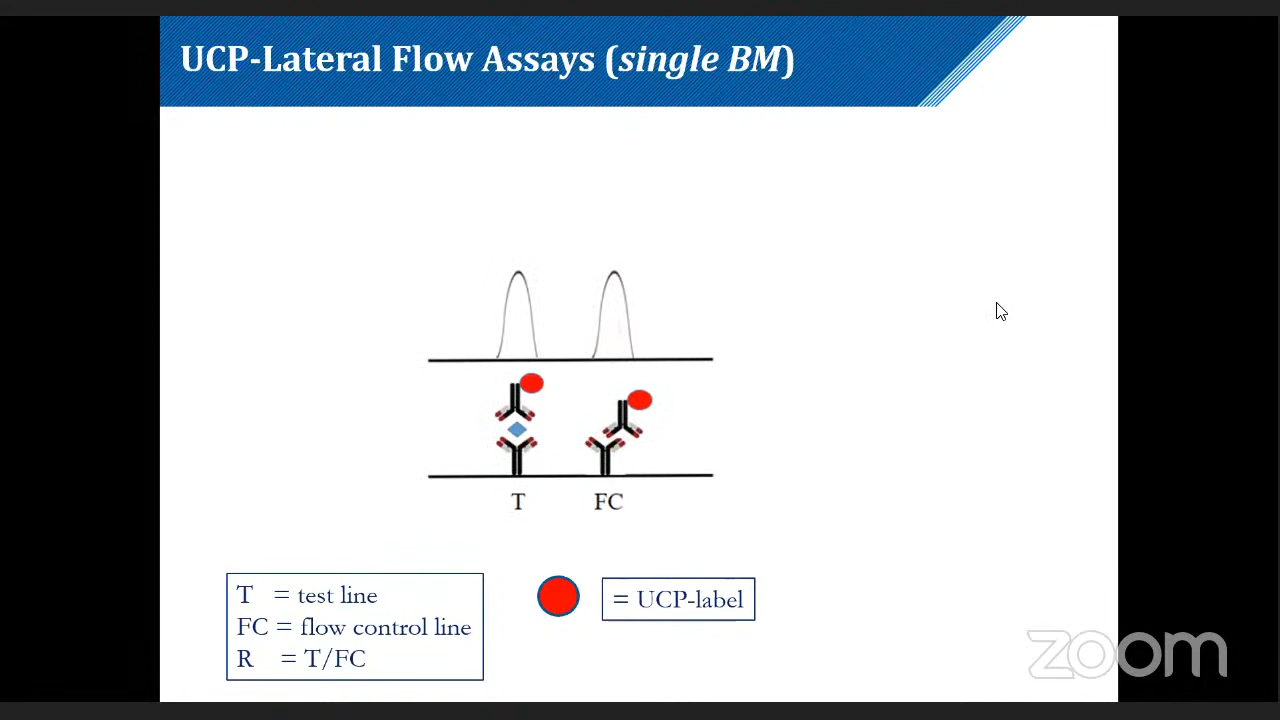 UCP-Lateral Flow Assays (single BM)
T FC
T = test line
FC = flow control line
R = T/FC
= UCP-label
zoom